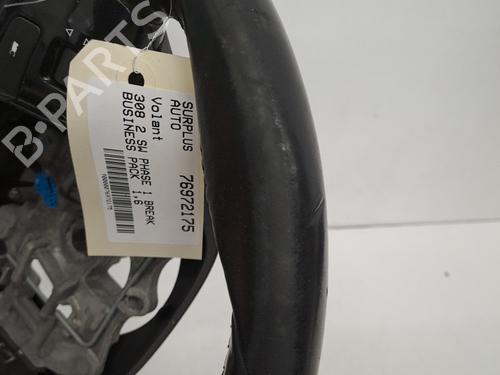 SURPLUS
AUTO 76972175
Volant
308 2 SW PHASE 1 BREAK
BUSINESS PACK 1.6
B-PARTS